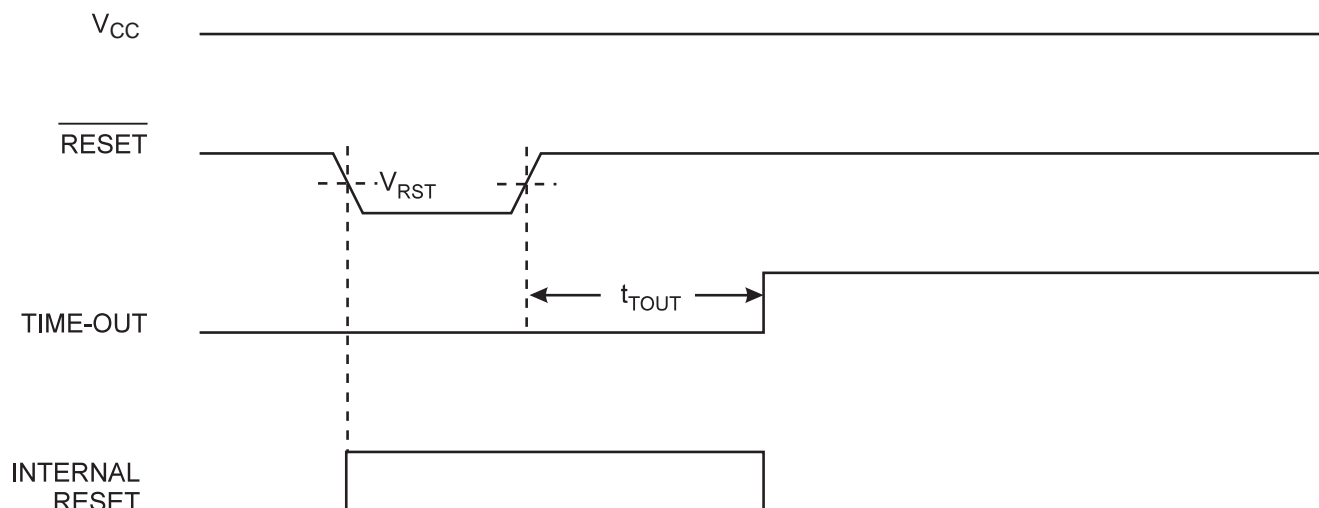 VCC
RESET
VRST
tTOUT
TIME-OUT
INTERNAL
RESET